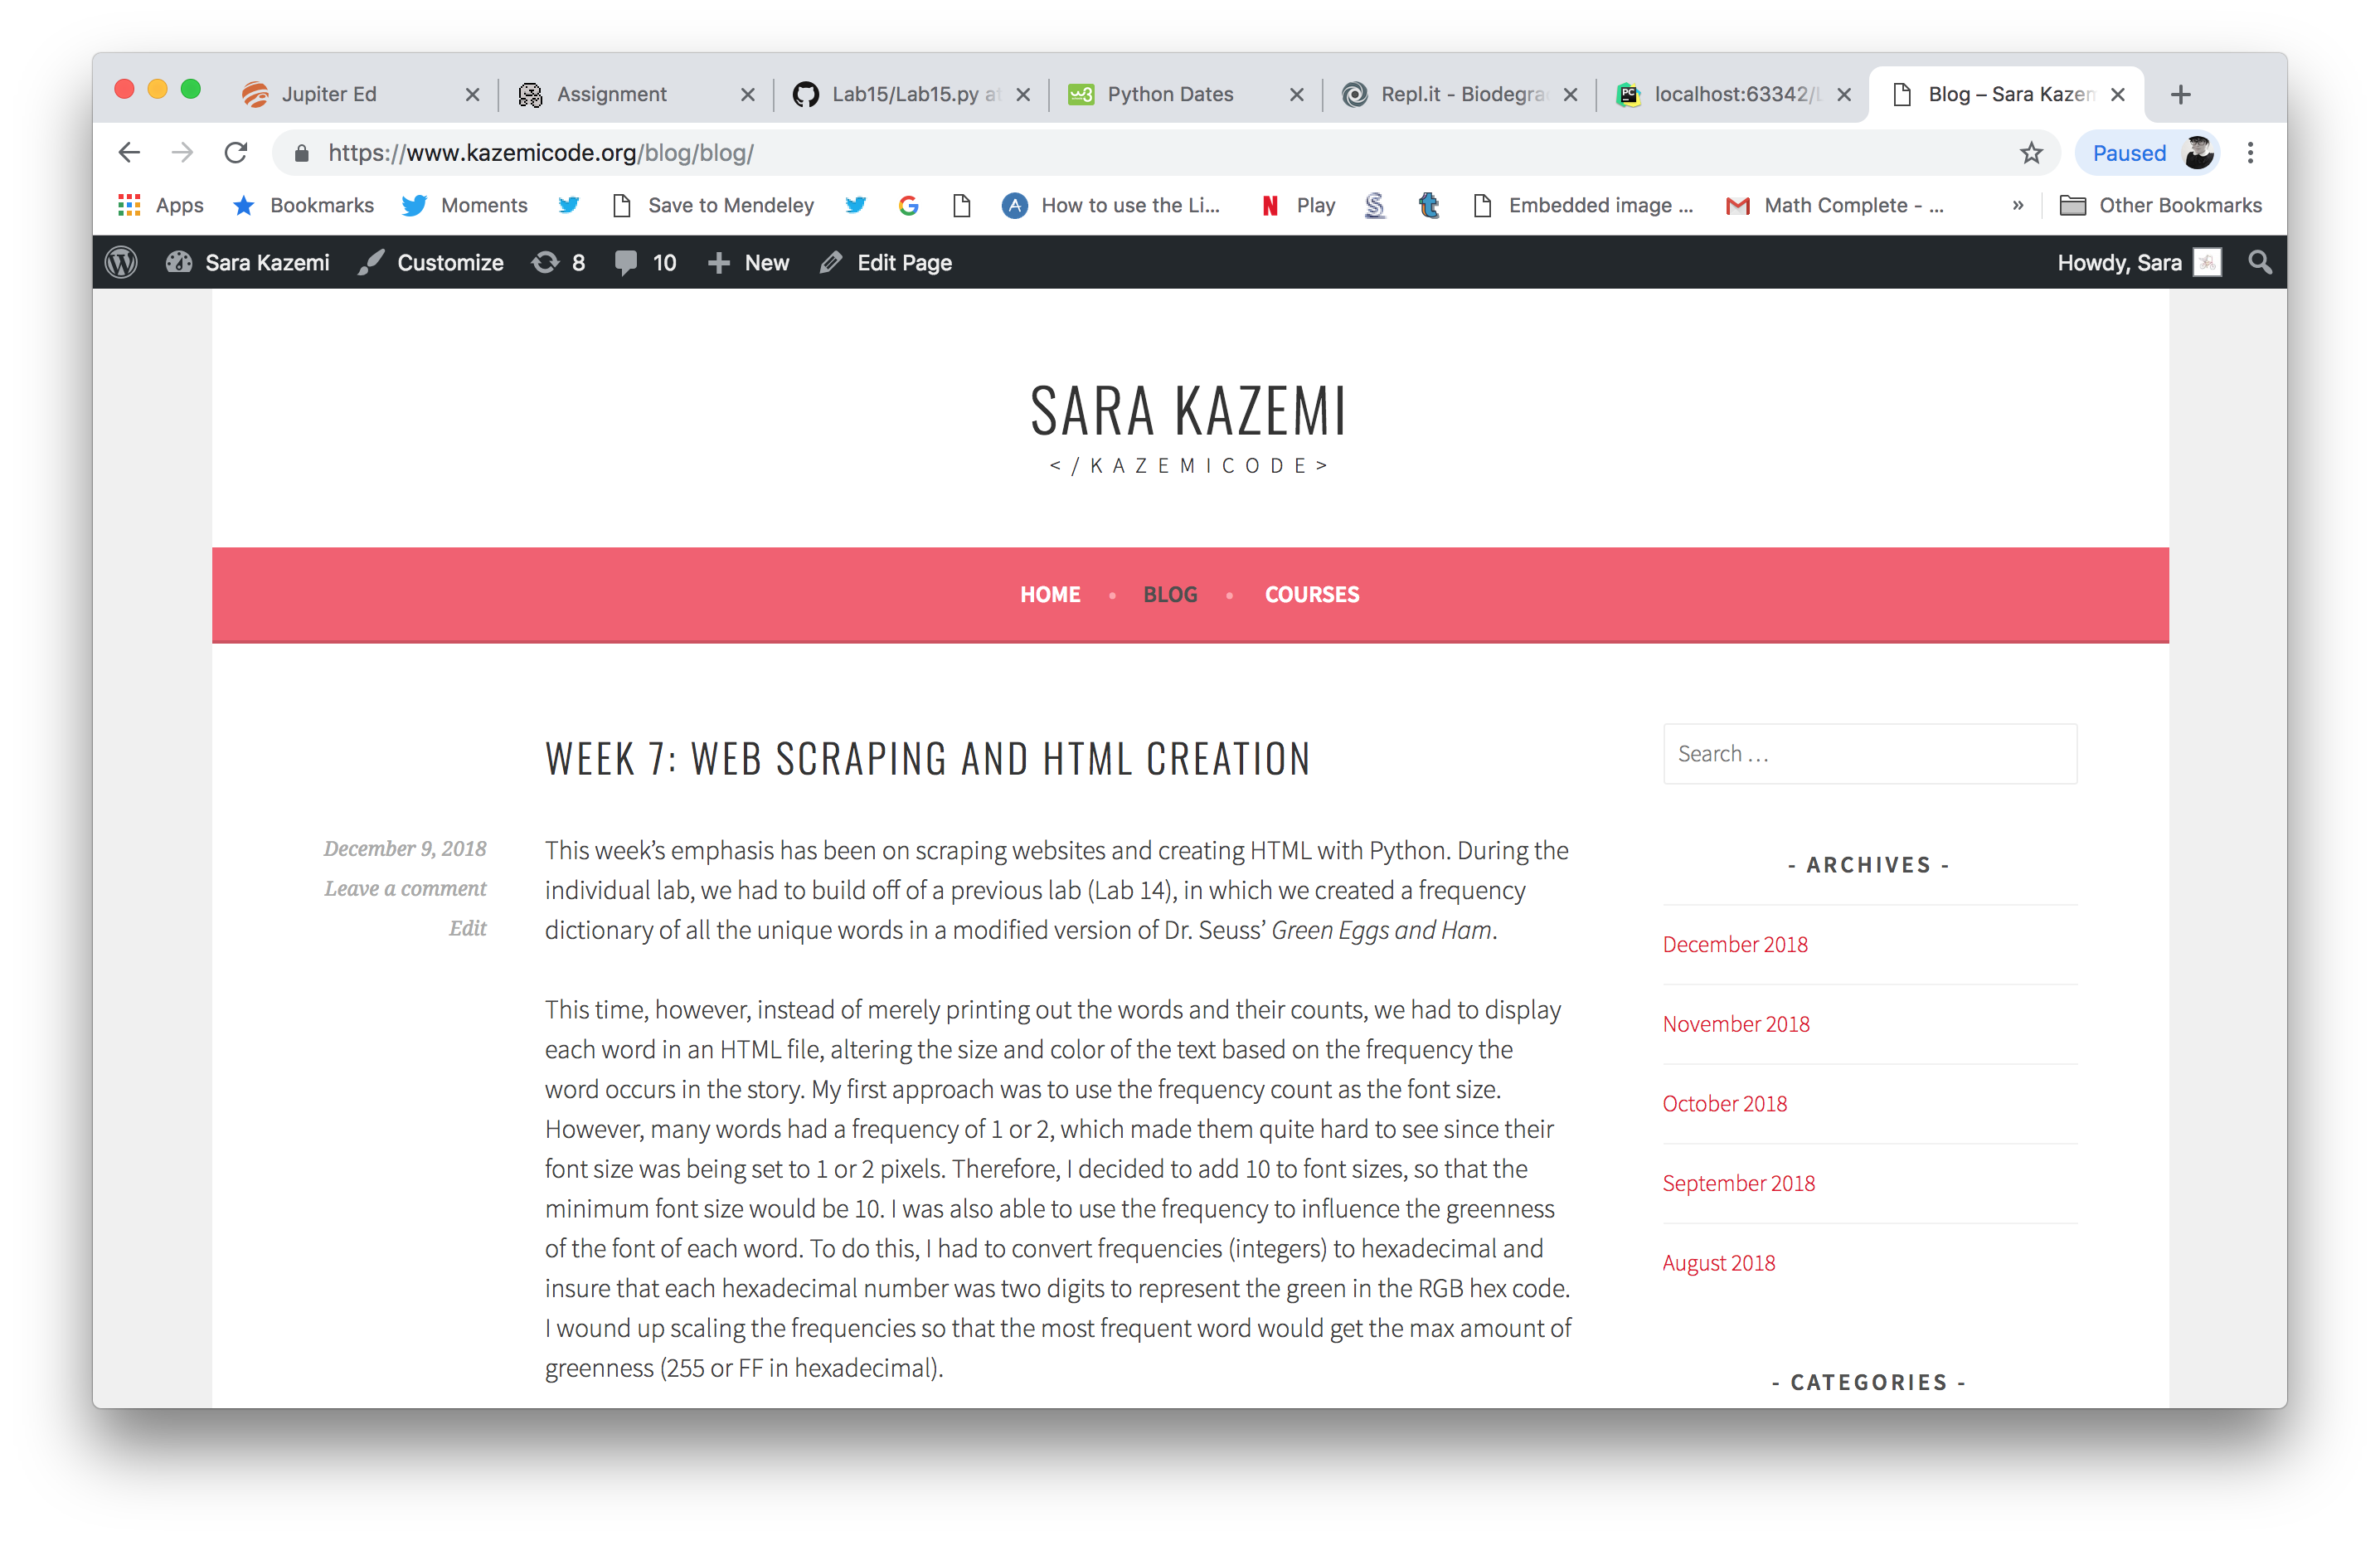 Jupiter Ed
Assignment
Lab15/Lab15.py at
Python Dates
Repl.it - Biodegra
localhost:63342/L
Blog – Sara Kazem
https://www.kazemicode.org/blog/blog/
Paused
Apps
Bookmarks
Moments
Save to Mendeley
How to use the Li...
Play
Embedded image ...
Math Complete - ...
»
Other Bookmarks
Sara Kazemi
Customize
8
10
New
Edit Page
Howdy, Sara
SARA KAZEMI
</KAZEMICODE>
HOME
BLOG
COURSES
WEEK 7: WEB SCRAPING AND HTML CREATION
December 9, 2018
Leave a comment
Edit
This week’s emphasis has been on scraping websites and creating HTML with Python. During the
individual lab, we had to build off of a previous lab (Lab 14), in which we created a frequency
dictionary of all the unique words in a modified version of Dr. Seuss’ Green Eggs and Ham.
This time, however, instead of merely printing out the words and their counts, we had to display
each word in an HTML file, altering the size and color of the text based on the frequency the
word occurs in the story. My first approach was to use the frequency count as the font size.
However, many words had a frequency of 1 or 2, which made them quite hard to see since their
font size was being set to 1 or 2 pixels. Therefore, I decided to add 10 to font sizes, so that the
minimum font size would be 10. I was also able to use the frequency to influence the greenness
of the font of each word. To do this, I had to convert frequencies (integers) to hexadecimal and
insure that each hexadecimal number was two digits to represent the green in the RGB hex code.
I wound up scaling the frequencies so that the most frequent word would get the max amount of
greenness (255 or FF in hexadecimal).
Search …
- ARCHIVES -
December 2018
November 2018
October 2018
September 2018
August 2018
- CATEGORIES -